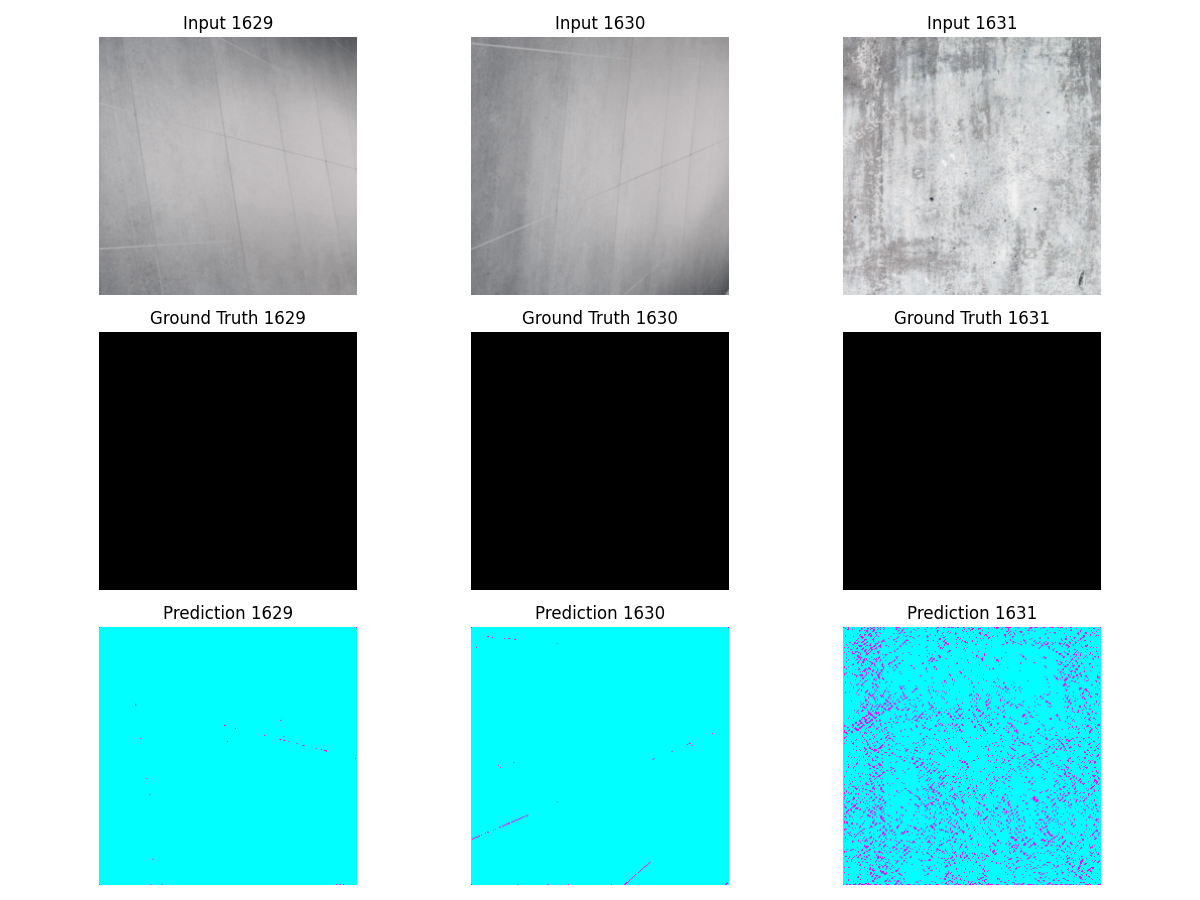 Input 1629
Input 1630
Input 1631
Ground Truth 1629
Ground Truth 1630
Ground Truth 1631
Prediction 1629
Prediction 1630
Prediction 1631